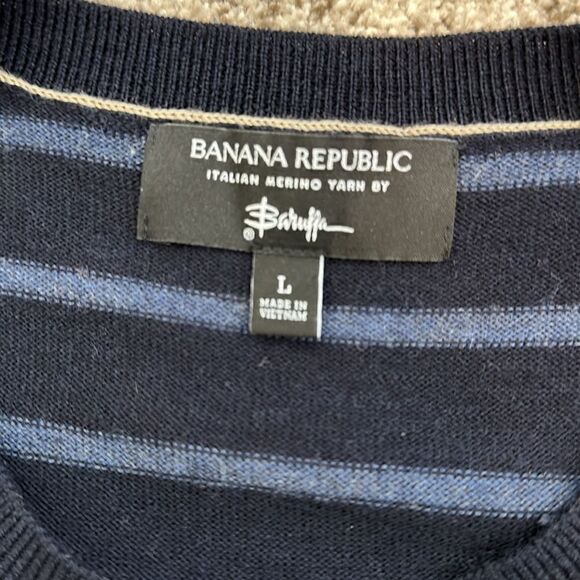 BANANA REPUBLIC
ITALIAN MERINO YARN BY
Baruffa
®
L
MADE IN
VIETNAM